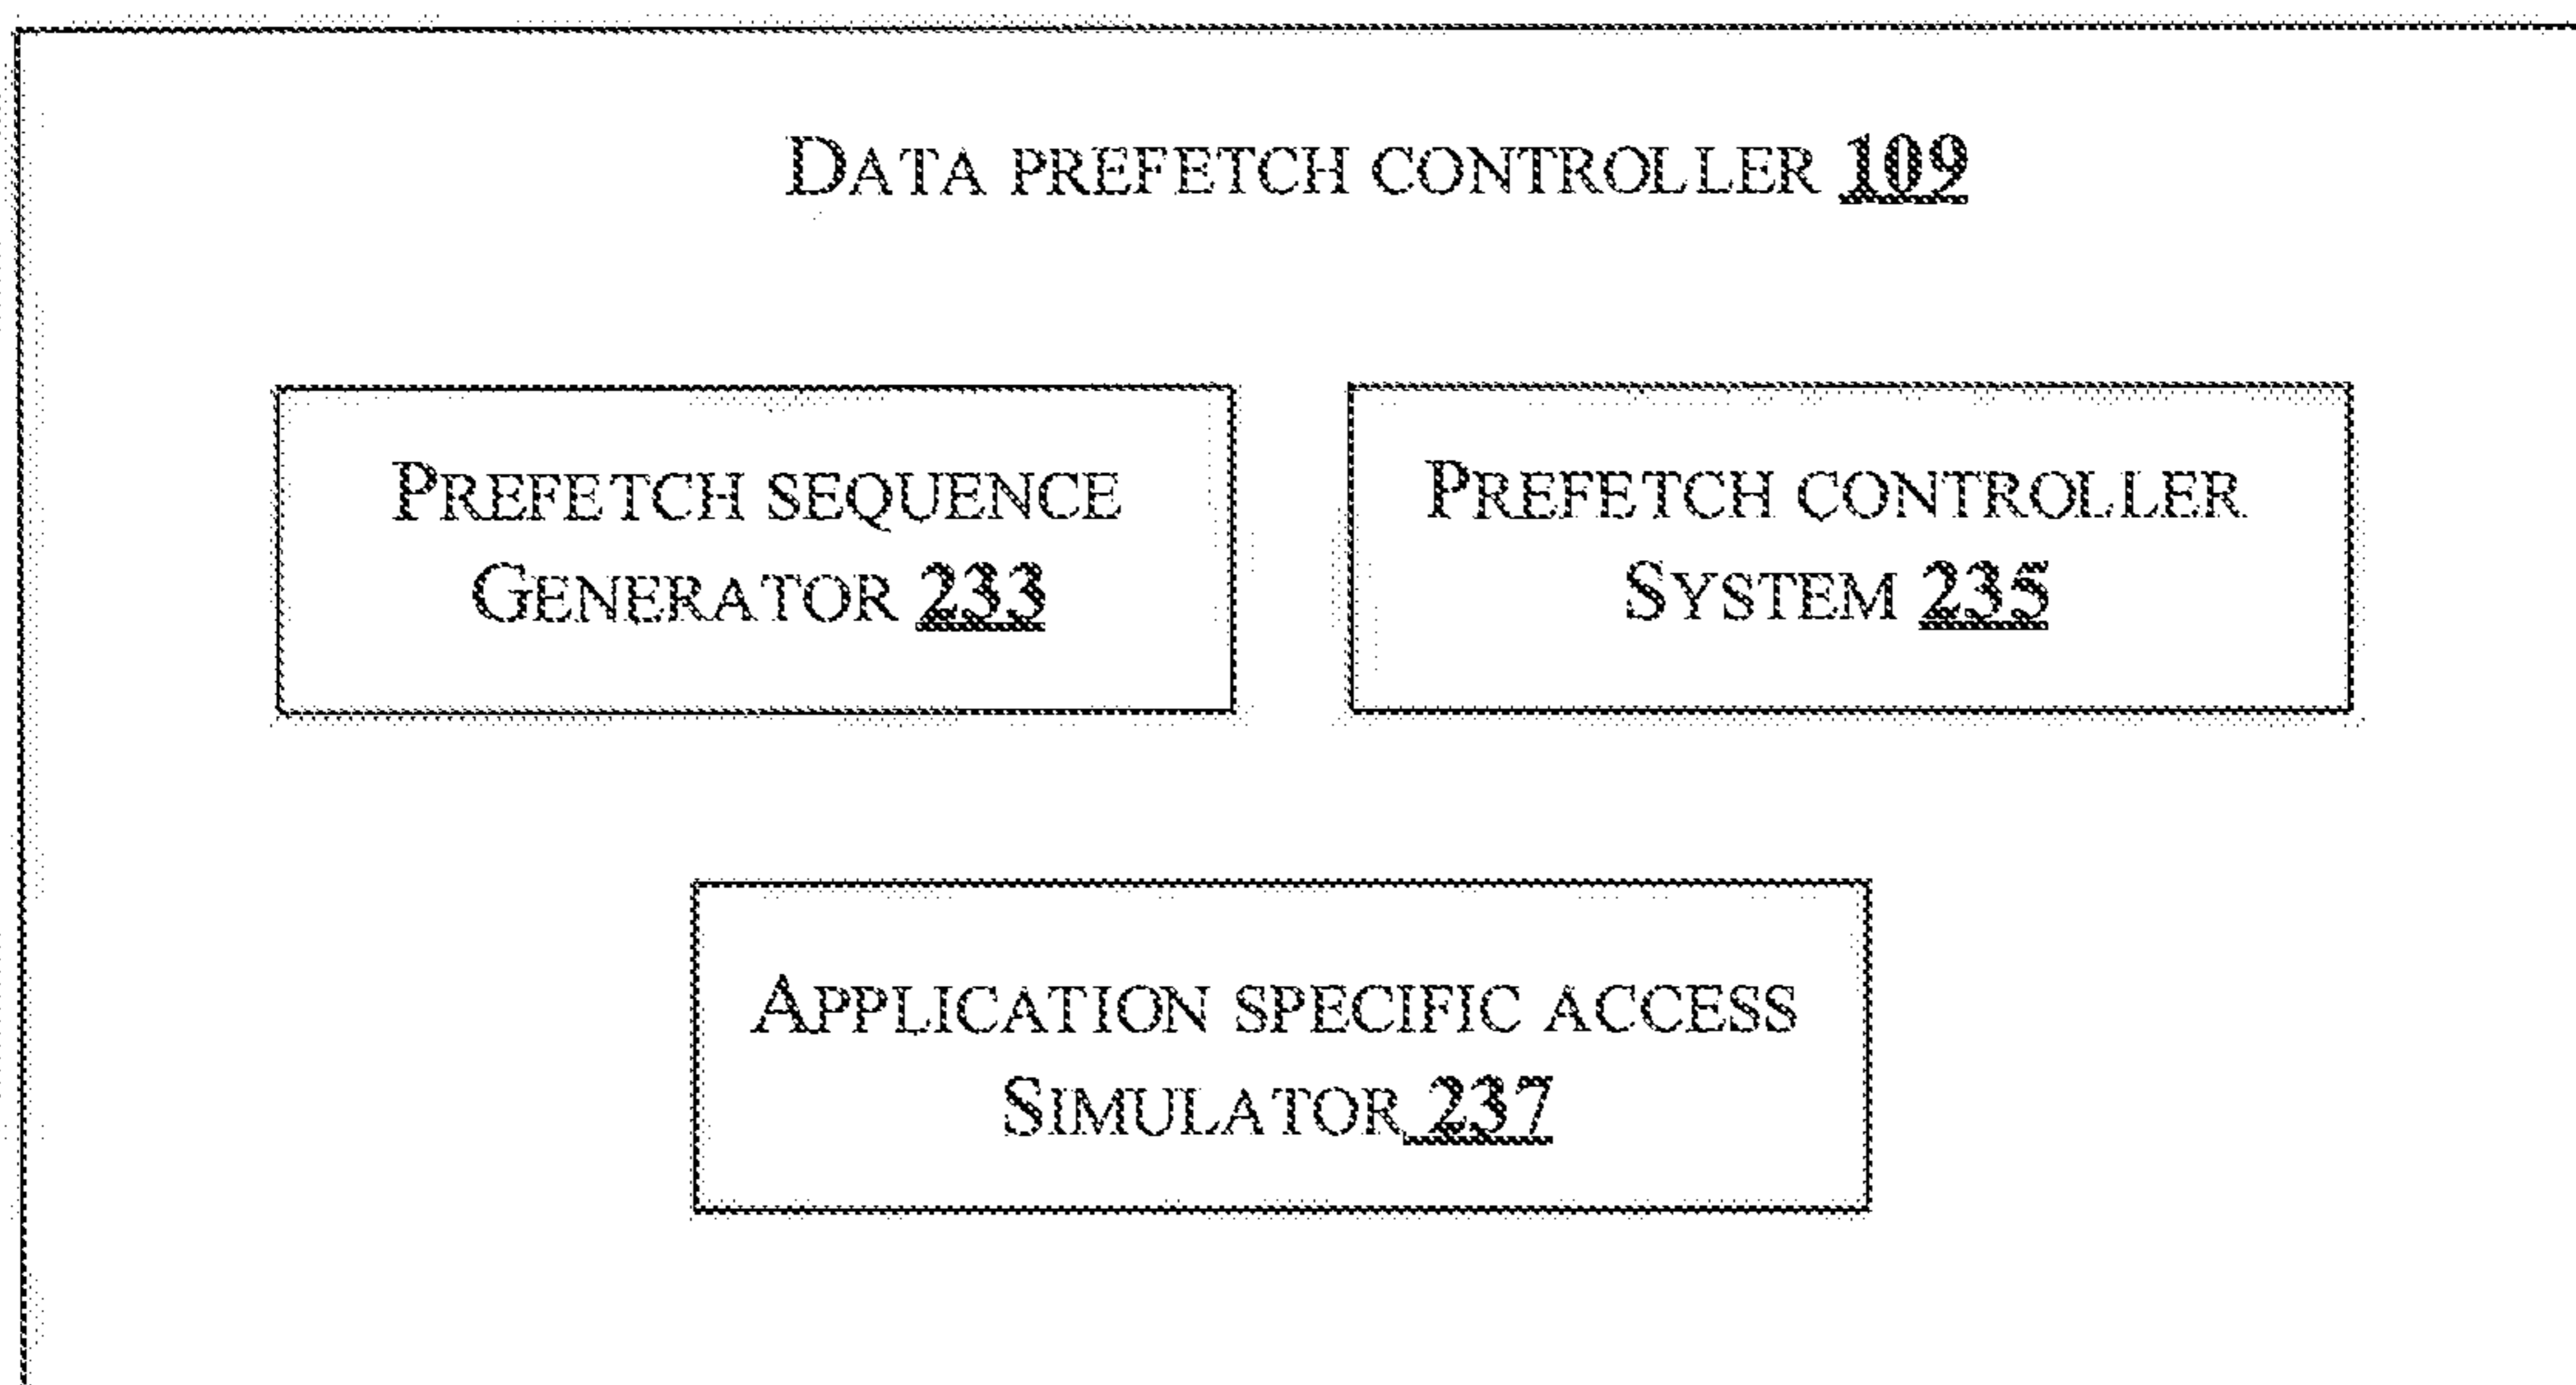 DATA PREFETCH CONTROLLER 109
PREFETCH SEQUENCE
GENERATOR 233
PREFETCH CONTROLLER
SYSTEM 235
APPLICATION SPECIFIC ACCESS
SIMULATOR 237